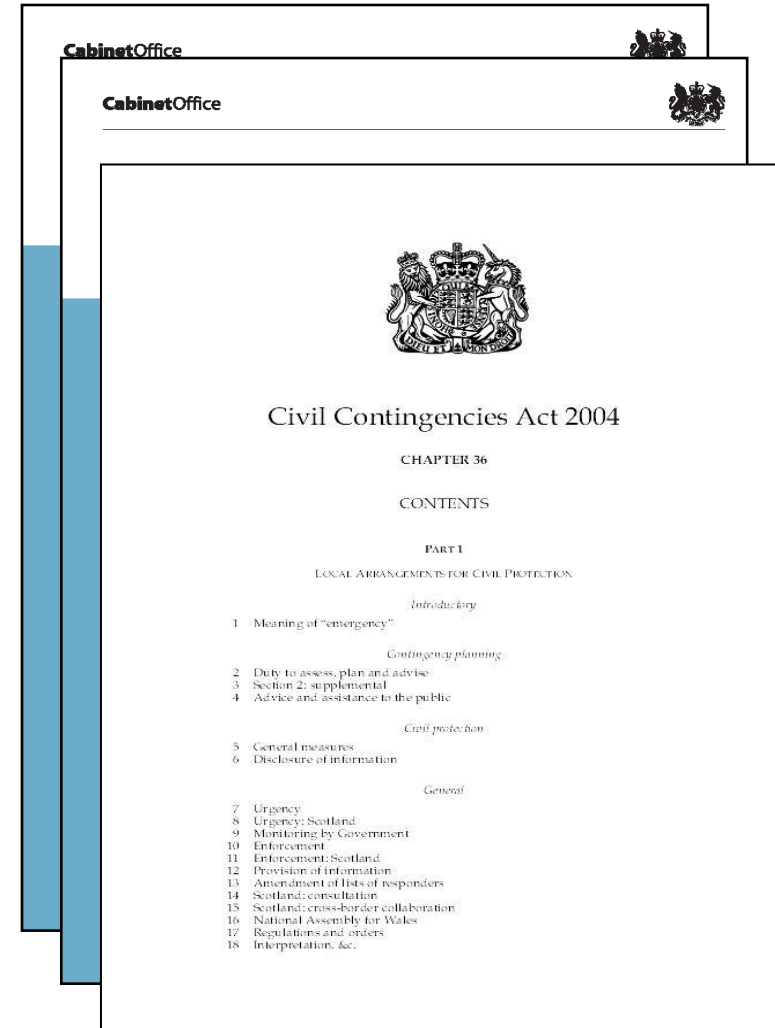 CabinetOffice
CabinetOffice
DIEU ET MON DROIT
Civil Contingencies Act 2004
CHAPTER 36
CONTENTS
PART 1
LOCAL ARRANGEMENTS FOR CIVIL PROTECTION
Introductory
1 Meaning of “emergency”
Contingency planning
2 Duty to assess, plan and advise
3 Section 2: supplemental
4 Advice and assistance to the public
Civil protection
5 General measures
6 Disclosure of information
General
7 Urgency
8 Urgency: Scotland
9 Monitoring by Government
10 Enforcement
11 Enforcement: Scotland
12 Provision of information
13 Amendment of lists of responders
14 Scotland: consultation
15 Scotland: cross-border collaboration
16 National Assembly for Wales
17 Regulations and orders
18 Interpretation, &c.